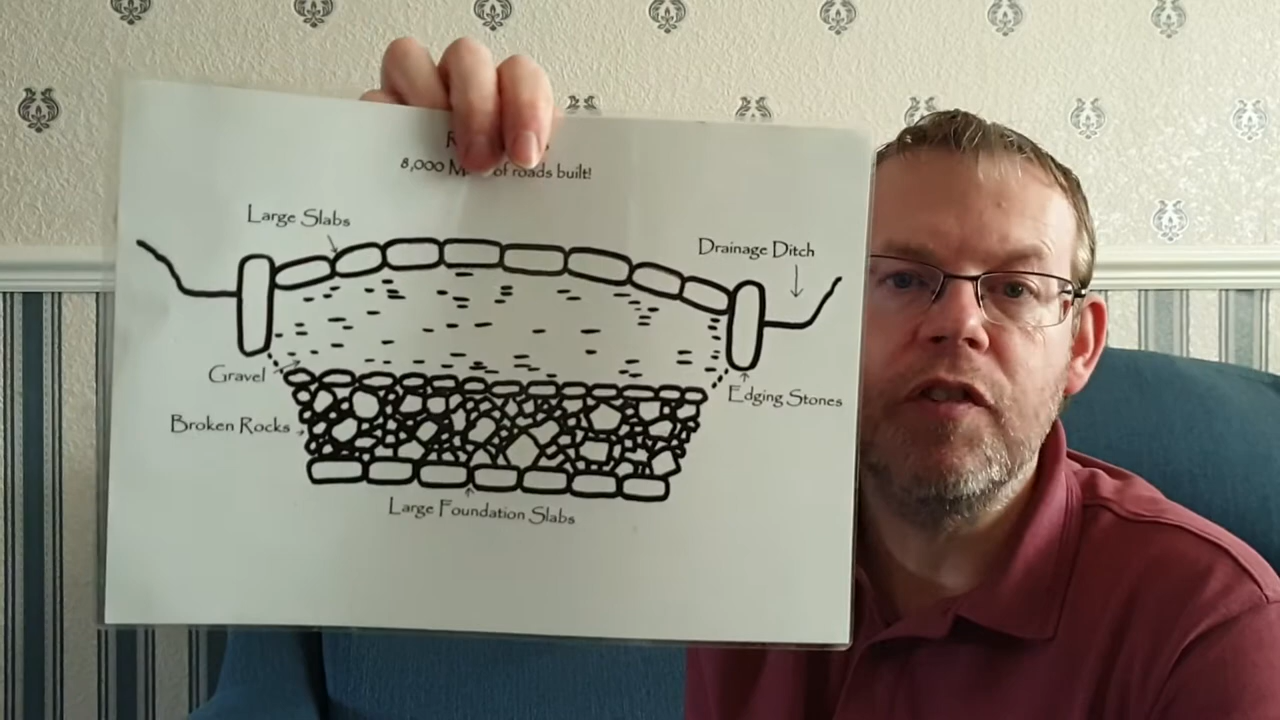 8,000 of roads built!
Large Slabs
Drainage Ditch
Gravel
Edging Stones
Broken Rocks
Large Foundation Slabs